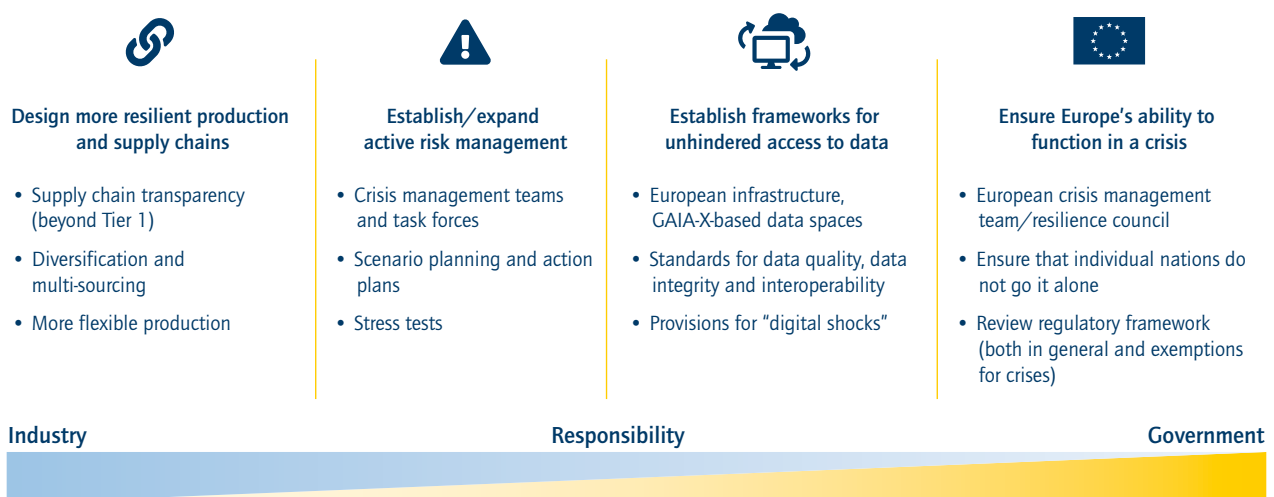 Design more resilient production
and supply chains
• Supply chain transparency
(beyond Tier 1)
• Diversification and
multi-sourcing
• More flexible production
Establish/expand
active risk management
• Crisis management teams
and task forces
• Scenario planning and action
plans
• Stress tests
Establish frameworks for
unhindered access to data
• European infrastructure,
GAIA-X-based data spaces
• Standards for data quality, data
integrity and interoperability
• Provisions for “digital shocks”
Ensure Europe’s ability to
function in a crisis
• European crisis management
team/resilience council
• Ensure that individual nations do
not go it alone
• Review regulatory framework
(both in general and exemptions
for crises)
Industry
Responsibility
Government